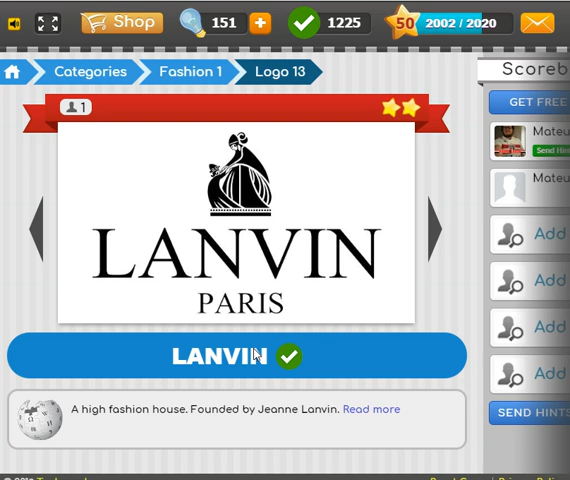 Shop
151
1225
50
2002 / 2020
Categories
Fashion 1
Logo 13
Scoreb
1
GET FREE
Mateu
Send Hin
LANVIN
PARIS
Mateu
Add
Add
Add
Add
LANVIN
A high fashion house. Founded by Jeanne Lanvin. Read more
SEND HINTS